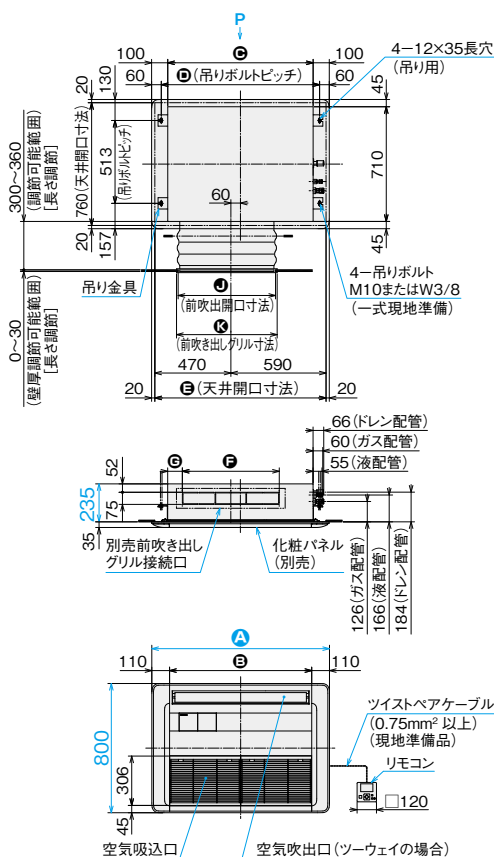 P
100
C
100
4−12×35長穴
(吊り用)
60
D(吊りボルトピッチ)
60
20
130
45
300〜360
(調節可能範囲)
[長さ調節]
760(天井開口寸法)
513
(吊りボルトピッチ)
710
60
20
157
45
吊り金具
4−吊りボルト
M10またはW3/8
(一式現地準備)
J
(前吹出開口寸法)
K
(前吹き出しグリル寸法)
0〜30
(壁厚調節可能範囲)
[長さ調節]
470
590
20
E(天井開口寸法)
20
66(ドレン配管)
60(ガス配管)
55(液配管)
52
G
F
235
75
35
別売前吹き出し
グリル接続口
化粧パネル
(別売)
126(ガス配管)
166(液配管)
184(ドレン配管)
A
110
B
110
800
306
45
ツイストペアケーブル
(0.75mm² 以上)
(現地準備品)
リモコン
□120
空気吸込口
空気吹出口(ツーウェイの場合)